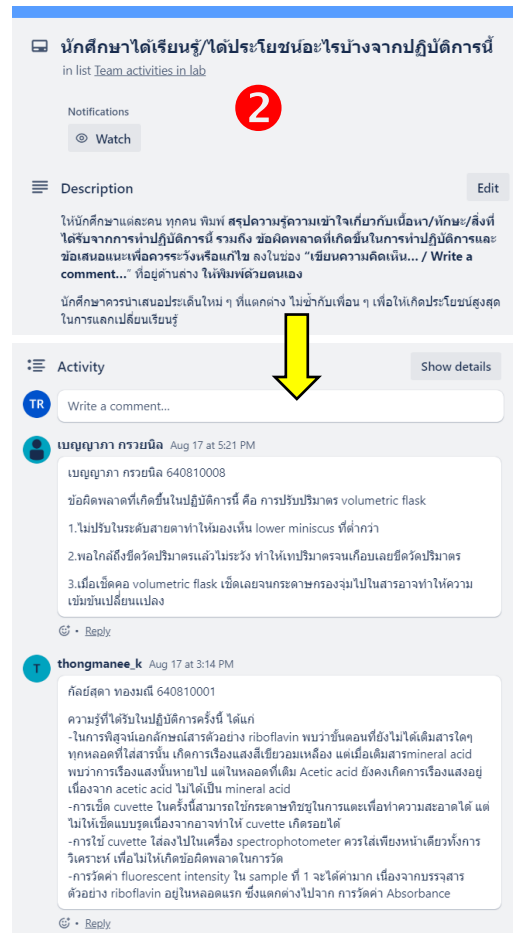 นักศึกษาได้เรียนรู้/ได้ประโยชน์อะไรบ้างจากปฏิบัติการนี้
in list Team activities in lab
2
Notifications
Watch
Description
Edit
ให้นักศึกษาแต่ละคน ทุกคน พิมพ์ สรุปความรู้ความเข้าใจเกี่ยวกับเนื้อหา/ทักษะ/สิ่งที่
ได้รับจากการทำปฏิบัติการนี้ รวมถึง ข้อผิดพลาดที่เกิดขึ้นในการทำปฏิบัติการและ
ข้อเสนอแนะเพื่อควรระวังหรือแก้ไข ลงในช่อง “เขียนความคิดเห็น... / Write a
comment...” ที่อยู่ด้านล่าง ให้พิมพ์ด้วยตนเอง
นักศึกษาควรนำเสนอประเด็นใหม่ ๆ ที่แตกต่าง ไม่ซ้ำกับเพื่อน ๆ เพื่อให้เกิดประโยชน์สูงสุด
ในการแลกเปลี่ยนเรียนรู้
Activity
Show details
TR
Write a comment...
เบญญาภา กรวยนิล Aug 17 at 5:21 PM
เบญญาภา กรวยนิล 640810008
ข้อผิดพลาดที่เกิดขึ้นในปฏิบัติการนี้ คือ การปรับปริมาตร volumetric flask
1.ไม่ปรับในระดับสายตาทำให้มองเห็น lower miniscus ที่ต่ำกว่า
2.พอใกล้ถึงขีดวัดปริมาตรแล้วไม่ระวัง ทำให้เทปริมาตรจนเกือบเลยขีดวัดปริมาตร
3.เมื่อเช็ดคอ volumetric flask เช็ดเลยจนกระดาษกรองจุ่มไปในสารอาจทำให้ความ
เข้มข้นเปลี่ยนแปลง
• Reply
T
thongmanee_k Aug 17 at 3:14 PM
กัลย์สุดา ทองมณี 640810001
ความรู้ที่ได้รับในปฏิบัติการครั้งนี้ ได้แก่
-ในการพิสูจน์เอกลักษณ์สารตัวอย่าง riboflavin พบว่าขั้นตอนที่ยังไม่ได้เติมสารใดๆ
ทุกหลอดที่ใส่สารนั้น เกิดการเรืองแสงสีเขียวอมเหลือง แต่เมื่อเติมสารmineral acid
พบว่าการเรืองแสงนั้นหายไป แต่ในหลอดที่เติม Acetic acid ยังคงเกิดการเรืองแสงอยู่
เนื่องจาก acetic acid ไม่ได้เป็น mineral acid
-การเช็ด cuvette ในครั้งนี้สามารถใช้กระดาษทิชชูในการแตะเพื่อทำความสะอาดได้ แต่
ไม่ให้เช็ดแบบรูดเนื่องจากอาจทำให้ cuvette เกิดรอยได้
-การใช้ cuvette ใส่ลงไปในเครื่อง spectrophotometer ควรใส่เพียงหน้าเดียวทั้งการ
วิเคราะห์ เพื่อไม่ให้เกิดข้อผิดพลาดในการวัด
-การวัดค่า fluorescent intensity ใน sample ที่ 1 จะได้ค่ามาก เนื่องจากบรรจุสาร
ตัวอย่าง riboflavin อยู่ในหลอดแรก ซึ่งแตกต่างไปจาก การวัดค่า Absorbance
• Reply